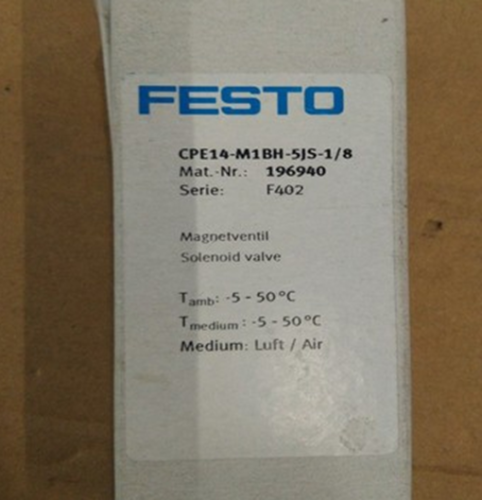 FESTO
CPE14-M1BH-5JS-1/8
Mat.-Nr.: 196940
Serie: F402
Magnetventil
Solenoid valve
Tamb: -5 - 50°C
Tmedium: -5 - 50°C
Medium: Luft / Air